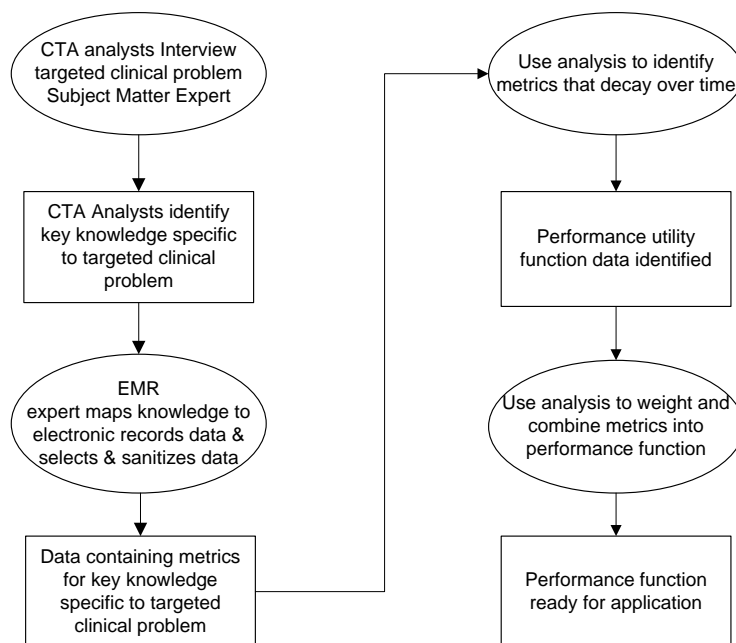 CTA analysts Interview
targeted clinical problem
Subject Matter Expert
CTA Analysts identify
key knowledge specific
to targeted clinical
problem
EMR
expert maps knowledge to
electronic records data &
selects & sanitizes data
Data containing metrics
for key knowledge
specific to targeted
clinical problem
Use analysis to identify
metrics that decay over time
Performance utility
function data identified
Use analysis to weight and
combine metrics into
performance function
Performance function
ready for application